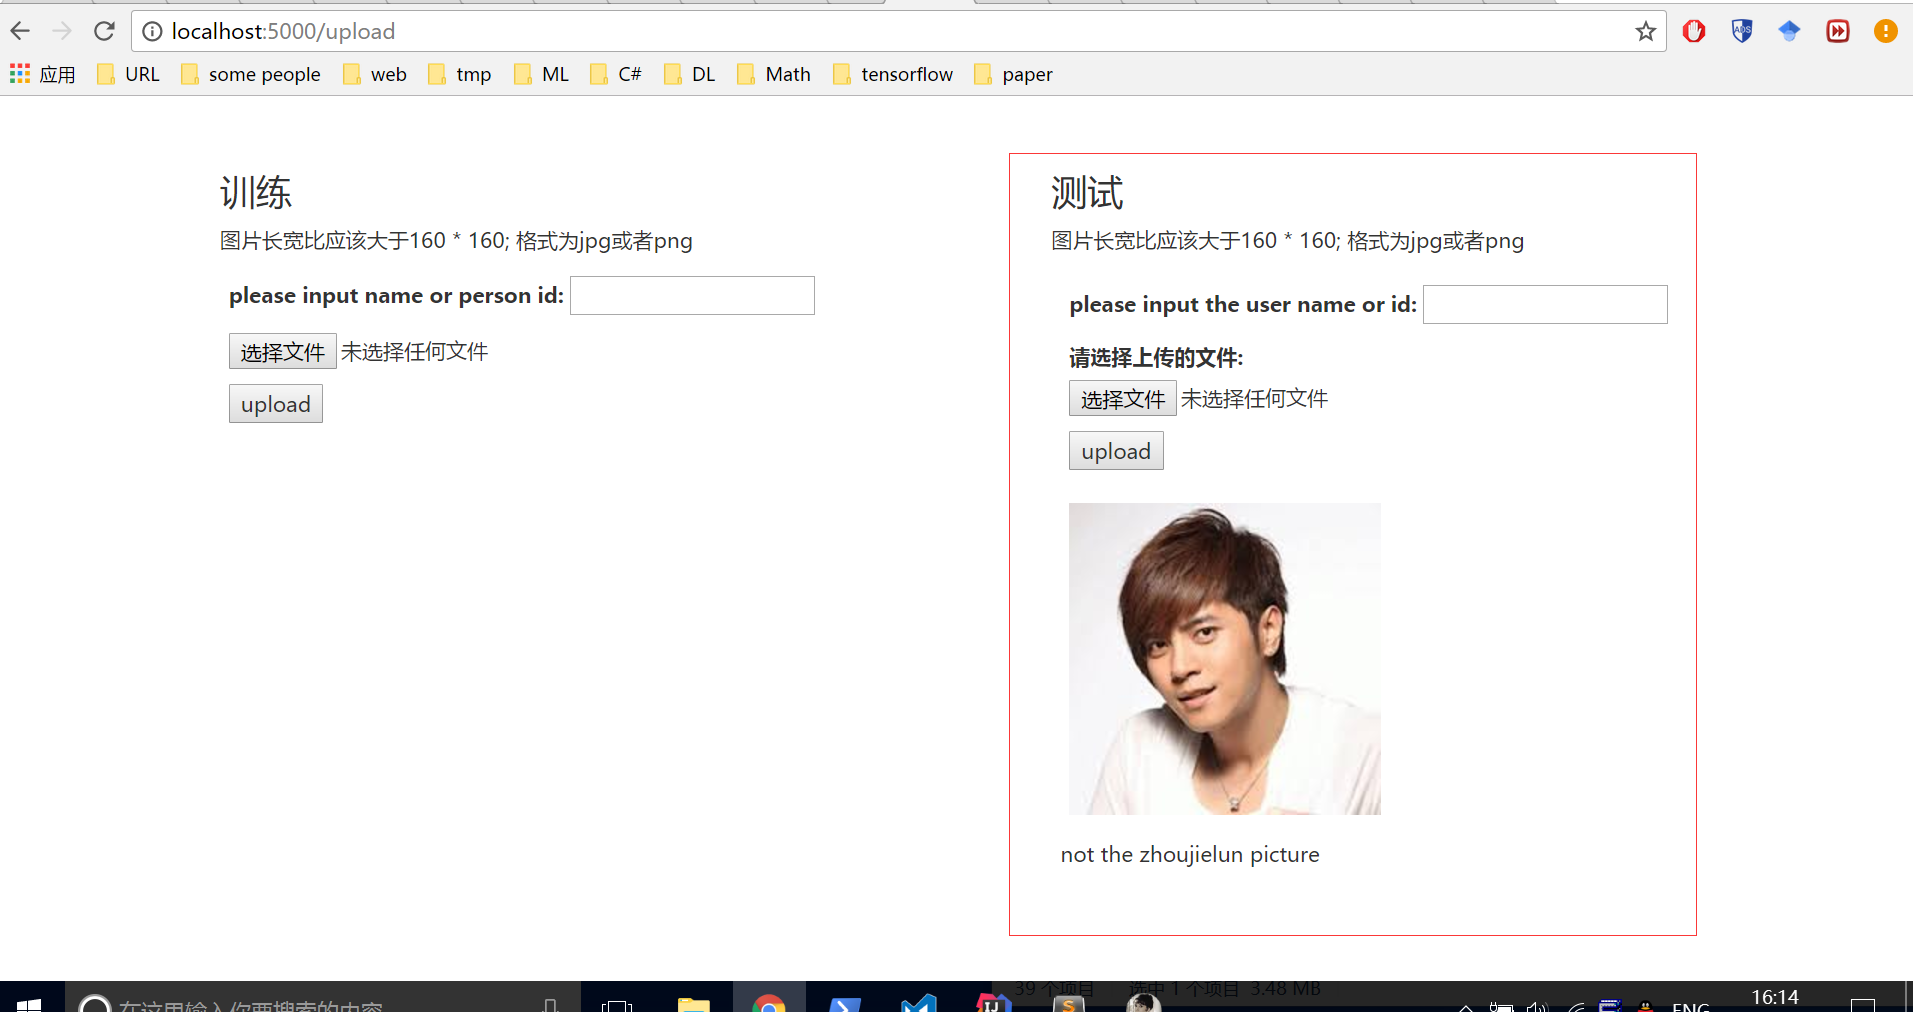 localhost:5000/upload
应用 URL some people web tmp ML C# DL Math tensorflow paper
训练
图片长宽比应该大于160 * 160; 格式为jpg或者png
please input name or person id:
选择文件 未选择任何文件
upload
测试
图片长宽比应该大于160 * 160; 格式为jpg或者png
please input the user name or id:
请选择上传的文件:
选择文件 未选择任何文件
upload
not the zhoujielun picture
在这里输入你要搜索的内容
39 个项目 选中 1 个项目 3.48 MB
ENG
16:14